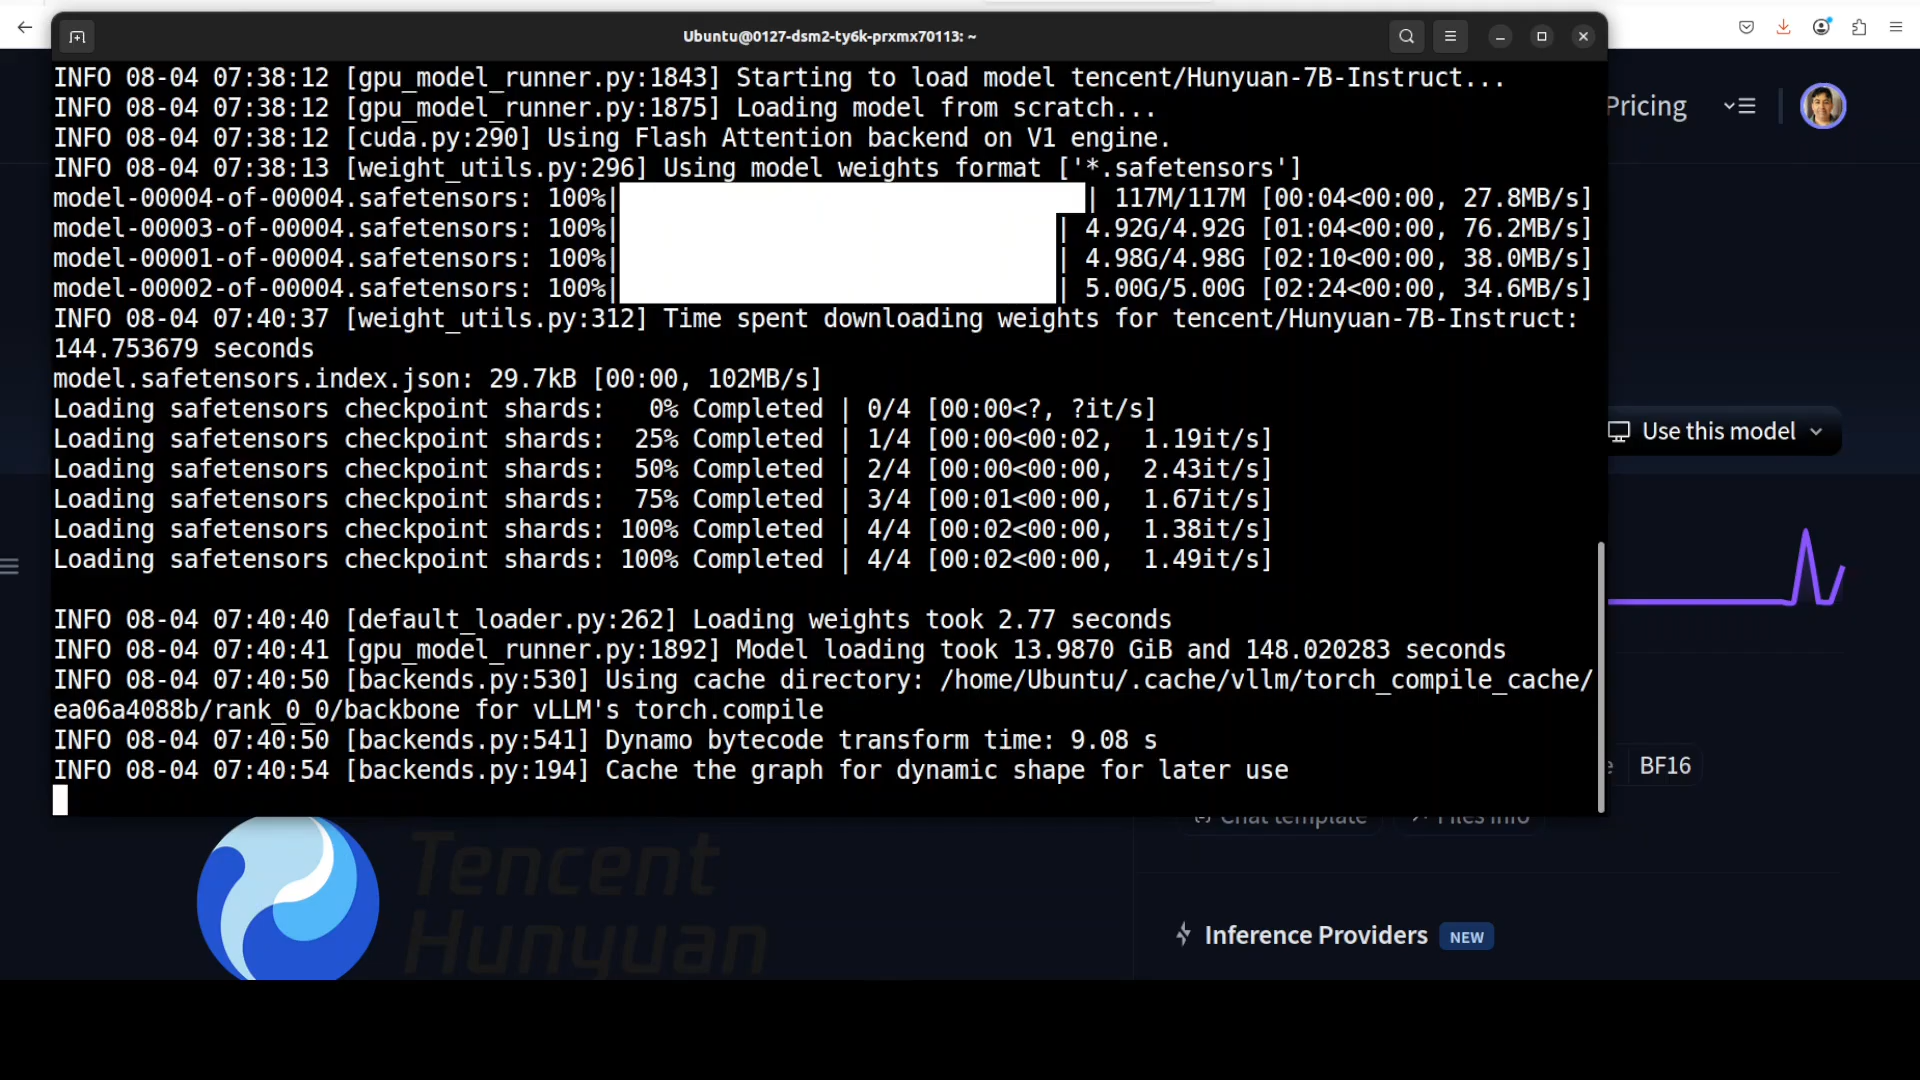 Ubuntu@0127-dsm2-ty6k-prxmx70113: ~
INFO 08-04 07:38:12 [gpu_model_runner.py:1843] Starting to load model tencent/Hunyuan-7B-Instruct...
INFO 08-04 07:38:12 [gpu_model_runner.py:1875] Loading model from scratch...
INFO 08-04 07:38:12 [cuda.py:290] Using Flash Attention backend on V1 engine.
INFO 08-04 07:38:13 [weight_utils.py:296] Using model weights format ['*.safetensors']
model-00004-of-00004.safetensors: 100%| | 117M/117M [00:04<00:00, 27.8MB/s]
model-00003-of-00004.safetensors: 100%| | 4.92G/4.92G [01:04<00:00, 76.2MB/s]
model-00001-of-00004.safetensors: 100%| | 4.98G/4.98G [02:10<00:00, 38.0MB/s]
model-00002-of-00004.safetensors: 100%| | 5.00G/5.00G [02:24<00:00, 34.6MB/s]
INFO 08-04 07:40:37 [weight_utils.py:312] Time spent downloading weights for tencent/Hunyuan-7B-Instruct:
144.753679 seconds
model.safetensors.index.json: 29.7kB [00:00, 102MB/s]
Loading safetensors checkpoint shards:   0% Completed | 0/4 [00:00<?, ?it/s]
Loading safetensors checkpoint shards:  25% Completed | 1/4 [00:00<00:02,  1.19it/s]
Loading safetensors checkpoint shards:  50% Completed | 2/4 [00:00<00:00,  2.43it/s]
Loading safetensors checkpoint shards:  75% Completed | 3/4 [00:01<00:00,  1.67it/s]
Loading safetensors checkpoint shards: 100% Completed | 4/4 [00:02<00:00,  1.38it/s]
Loading safetensors checkpoint shards: 100% Completed | 4/4 [00:02<00:00,  1.49it/s]
INFO 08-04 07:40:40 [default_loader.py:262] Loading weights took 2.77 seconds
INFO 08-04 07:40:41 [gpu_model_runner.py:1892] Model loading took 13.9870 GiB and 148.020283 seconds
INFO 08-04 07:40:50 [backends.py:530] Using cache directory: /home/Ubuntu/.cache/vllm/torch_compile_cache/
ea06a4088b/rank_0_0/backbone for vLLM's torch.compile
INFO 08-04 07:40:50 [backends.py:541] Dynamo bytecode transform time: 9.08 s
INFO 08-04 07:40:54 [backends.py:194] Cache the graph for dynamic shape for later use
Pricing
Use this model
BF16
Chat template
Files info
Tencent
Hunyuan
Inference Providers NEW